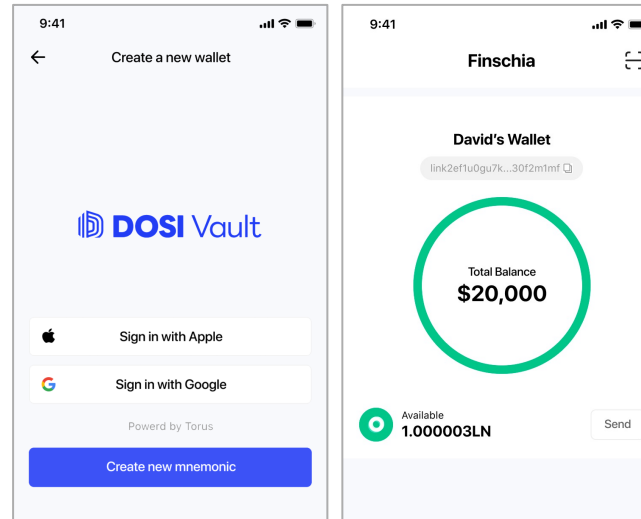 9:41
Create a new wallet
DOSI Vault
Sign in with Apple
Sign in with Google
Powerd by Torus
Create new mnemonic
9:41
Finschia
David's Wallet
link2ef1u0gu7k...30f2m1mf
Total Balance
$20,000
Available
1.000003LN
Send